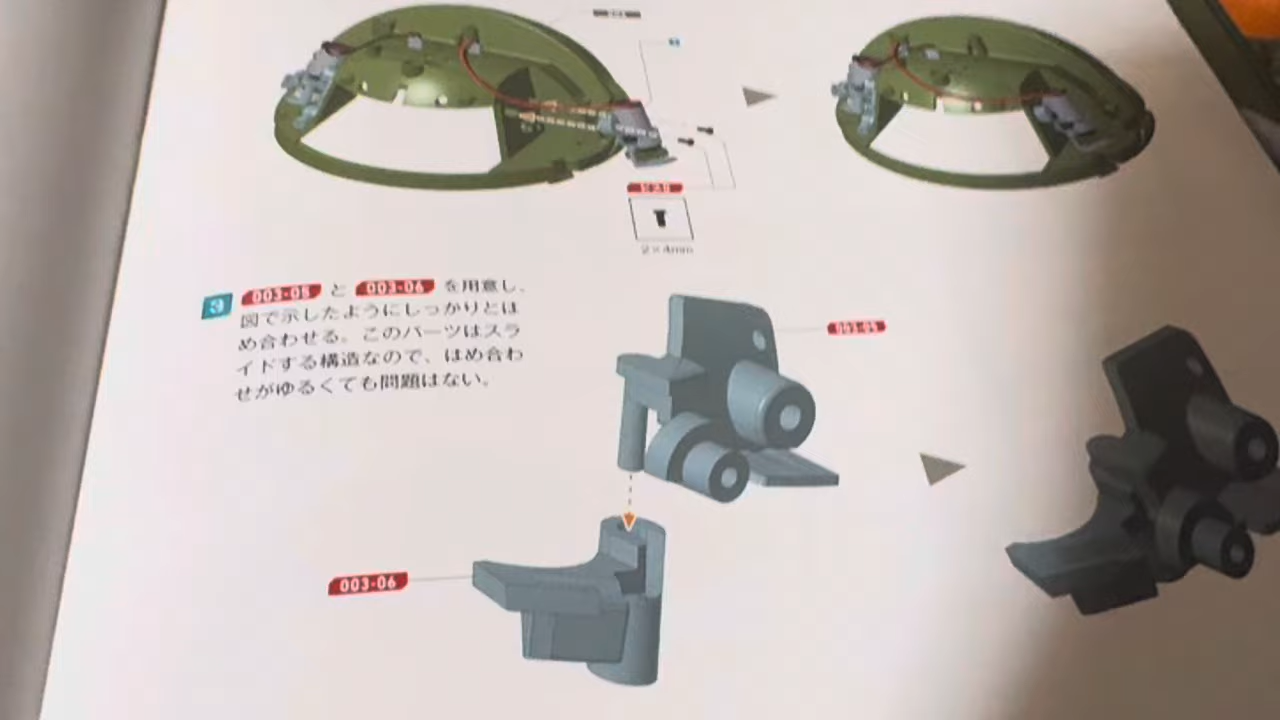 2×4mm
3 003-05 と 003-06 を用意し、
図で示したようにしっかりとは
め合わせる。このパーツはスラ
イドする構造なので、はめ合わ
せがゆるくても問題はない。
003-05
003-06